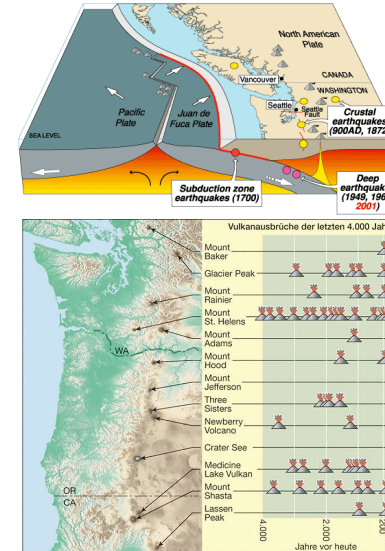 North American
Plate
Vancouver
CANADA
WASHINGTON
Seattle
Seattle
Fault
Crustal
earthquakes
(900AD, 1872
Pacific
Plate
Juan de
Fuca Plate
SEA LEVEL
Subduction zone
earthquakes (1700)
Deep
earthquak
(1949, 196
2001)
Vulkanausbrüche der letzten 4.000 Jah
Mount
Baker
Glacier Peak
Mount
Rainier
Mount
St. Helens
Mount
Adams
WA
Mount
Hood
Mount
Jefferson
Three
Sisters
Newberry
Volcano
Crater See
Medicine
Lake Vulkan
OR
CA
Mount
Shasta
Lassen
Peak
4.000
2.000
200
Jahre vor heute